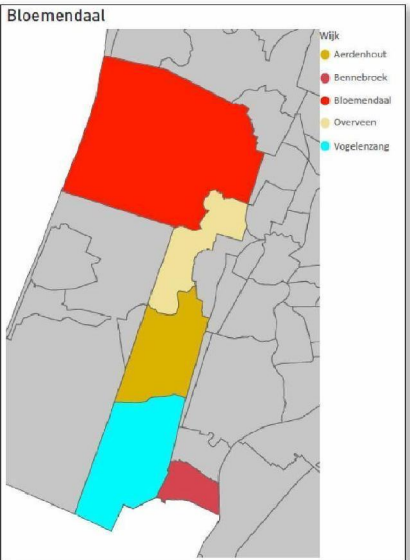 Bloemendaal
Wijk
Aerdenhout
Bennebroek
Bloemendaal
Overveen
Vogelenzang